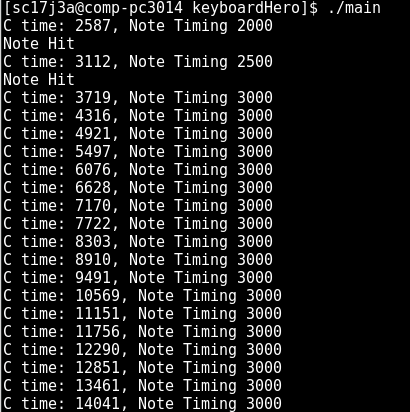 [sc17j3a@comp-pc3014 keyboardHero]$ ./main
C time: 2587, Note Timing 2000
Note Hit
C time: 3112, Note Timing 2500
Note Hit
C time: 3719, Note Timing 3000
C time: 4316, Note Timing 3000
C time: 4921, Note Timing 3000
C time: 5497, Note Timing 3000
C time: 6076, Note Timing 3000
C time: 6628, Note Timing 3000
C time: 7170, Note Timing 3000
C time: 7722, Note Timing 3000
C time: 8303, Note Timing 3000
C time: 8910, Note Timing 3000
C time: 9491, Note Timing 3000
C time: 10569, Note Timing 3000
C time: 11151, Note Timing 3000
C time: 11756, Note Timing 3000
C time: 12290, Note Timing 3000
C time: 12851, Note Timing 3000
C time: 13461, Note Timing 3000
C time: 14041, Note Timing 3000